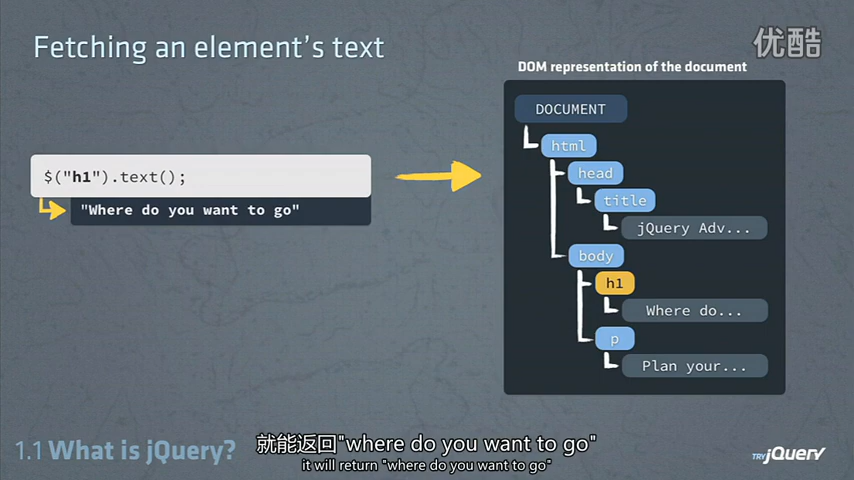 Fetching an element's text
优酷
DOM representation of the document
DOCUMENT
html
head
title
jQuery Adv...
body
h1
Where do...
p
Plan your...
$("h1").text();
"Where do you want to go"
就能返回"where do you want to go"
it will return "where do you want to go"
1.1 What is jQuery?
TRY jQuery